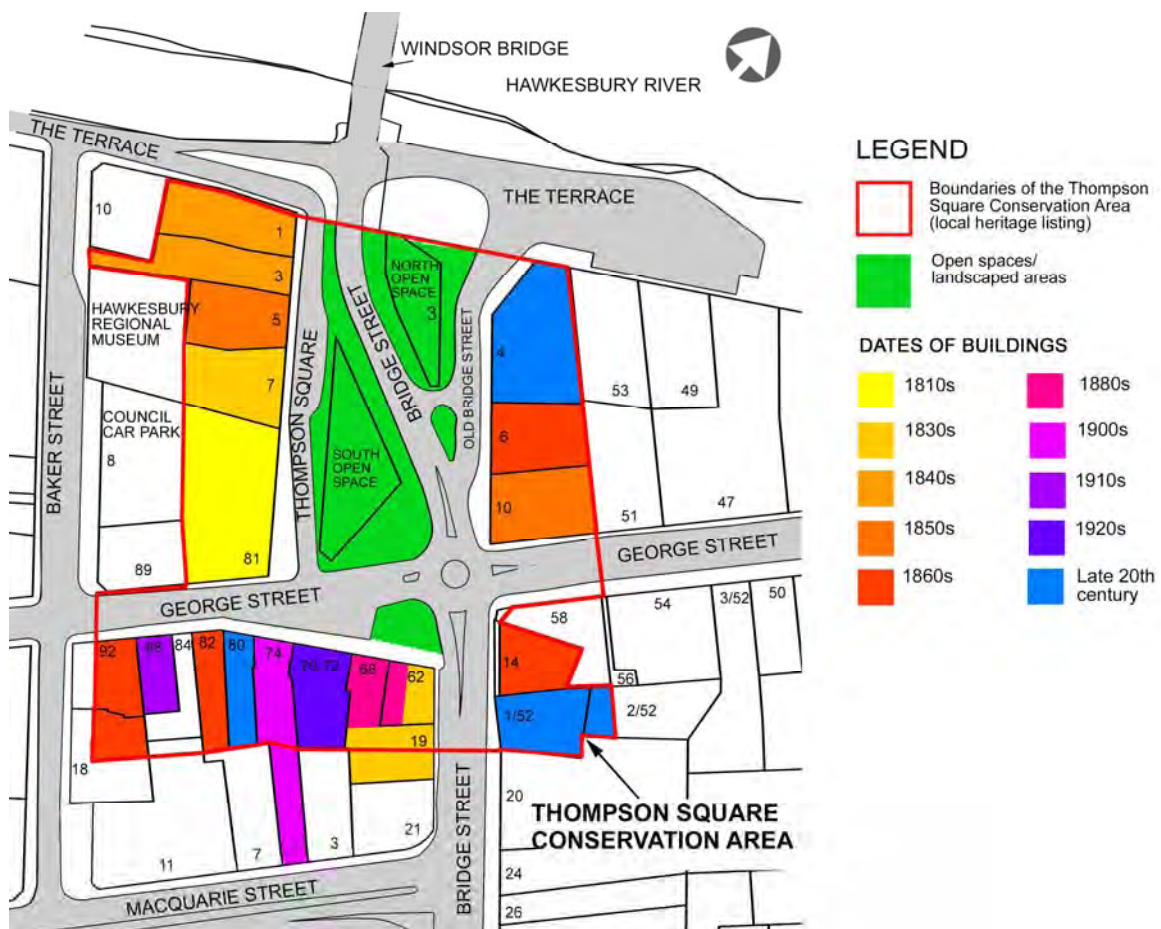 WINDSOR BRIDGE
HAWKESBURY RIVER
THE TERRACE
THE TERRACE
10
1
3
5
7
HAWKESBURY
REGIONAL
MUSEUM
COUNCIL
CAR PARK
8
89
81
BAKER STREET
THOMPSON SQUARE
NORTH
OPEN
SPACE
3
SOUTH
OPEN
SPACE
BRIDGE STREET
OLD BRIDGE STREET
4
6
10
53
49
51
47
GEORGE STREET
GEORGE STREET
92
88
84
82
80
74
70 72
68
62
19
18
11
7
3
21
MACQUARIE STREET
BRIDGE STREET
58
54
3/52
50
14
56
1/52
2/52
20
24
26
THOMPSON SQUARE
CONSERVATION AREA
LEGEND
Boundaries of the Thompson
Square Conservation Area
(local heritage listing)
Open spaces/
landscaped areas
DATES OF BUILDINGS
1810s
1830s
1840s
1850s
1860s
1880s
1900s
1910s
1920s
Late 20th
century